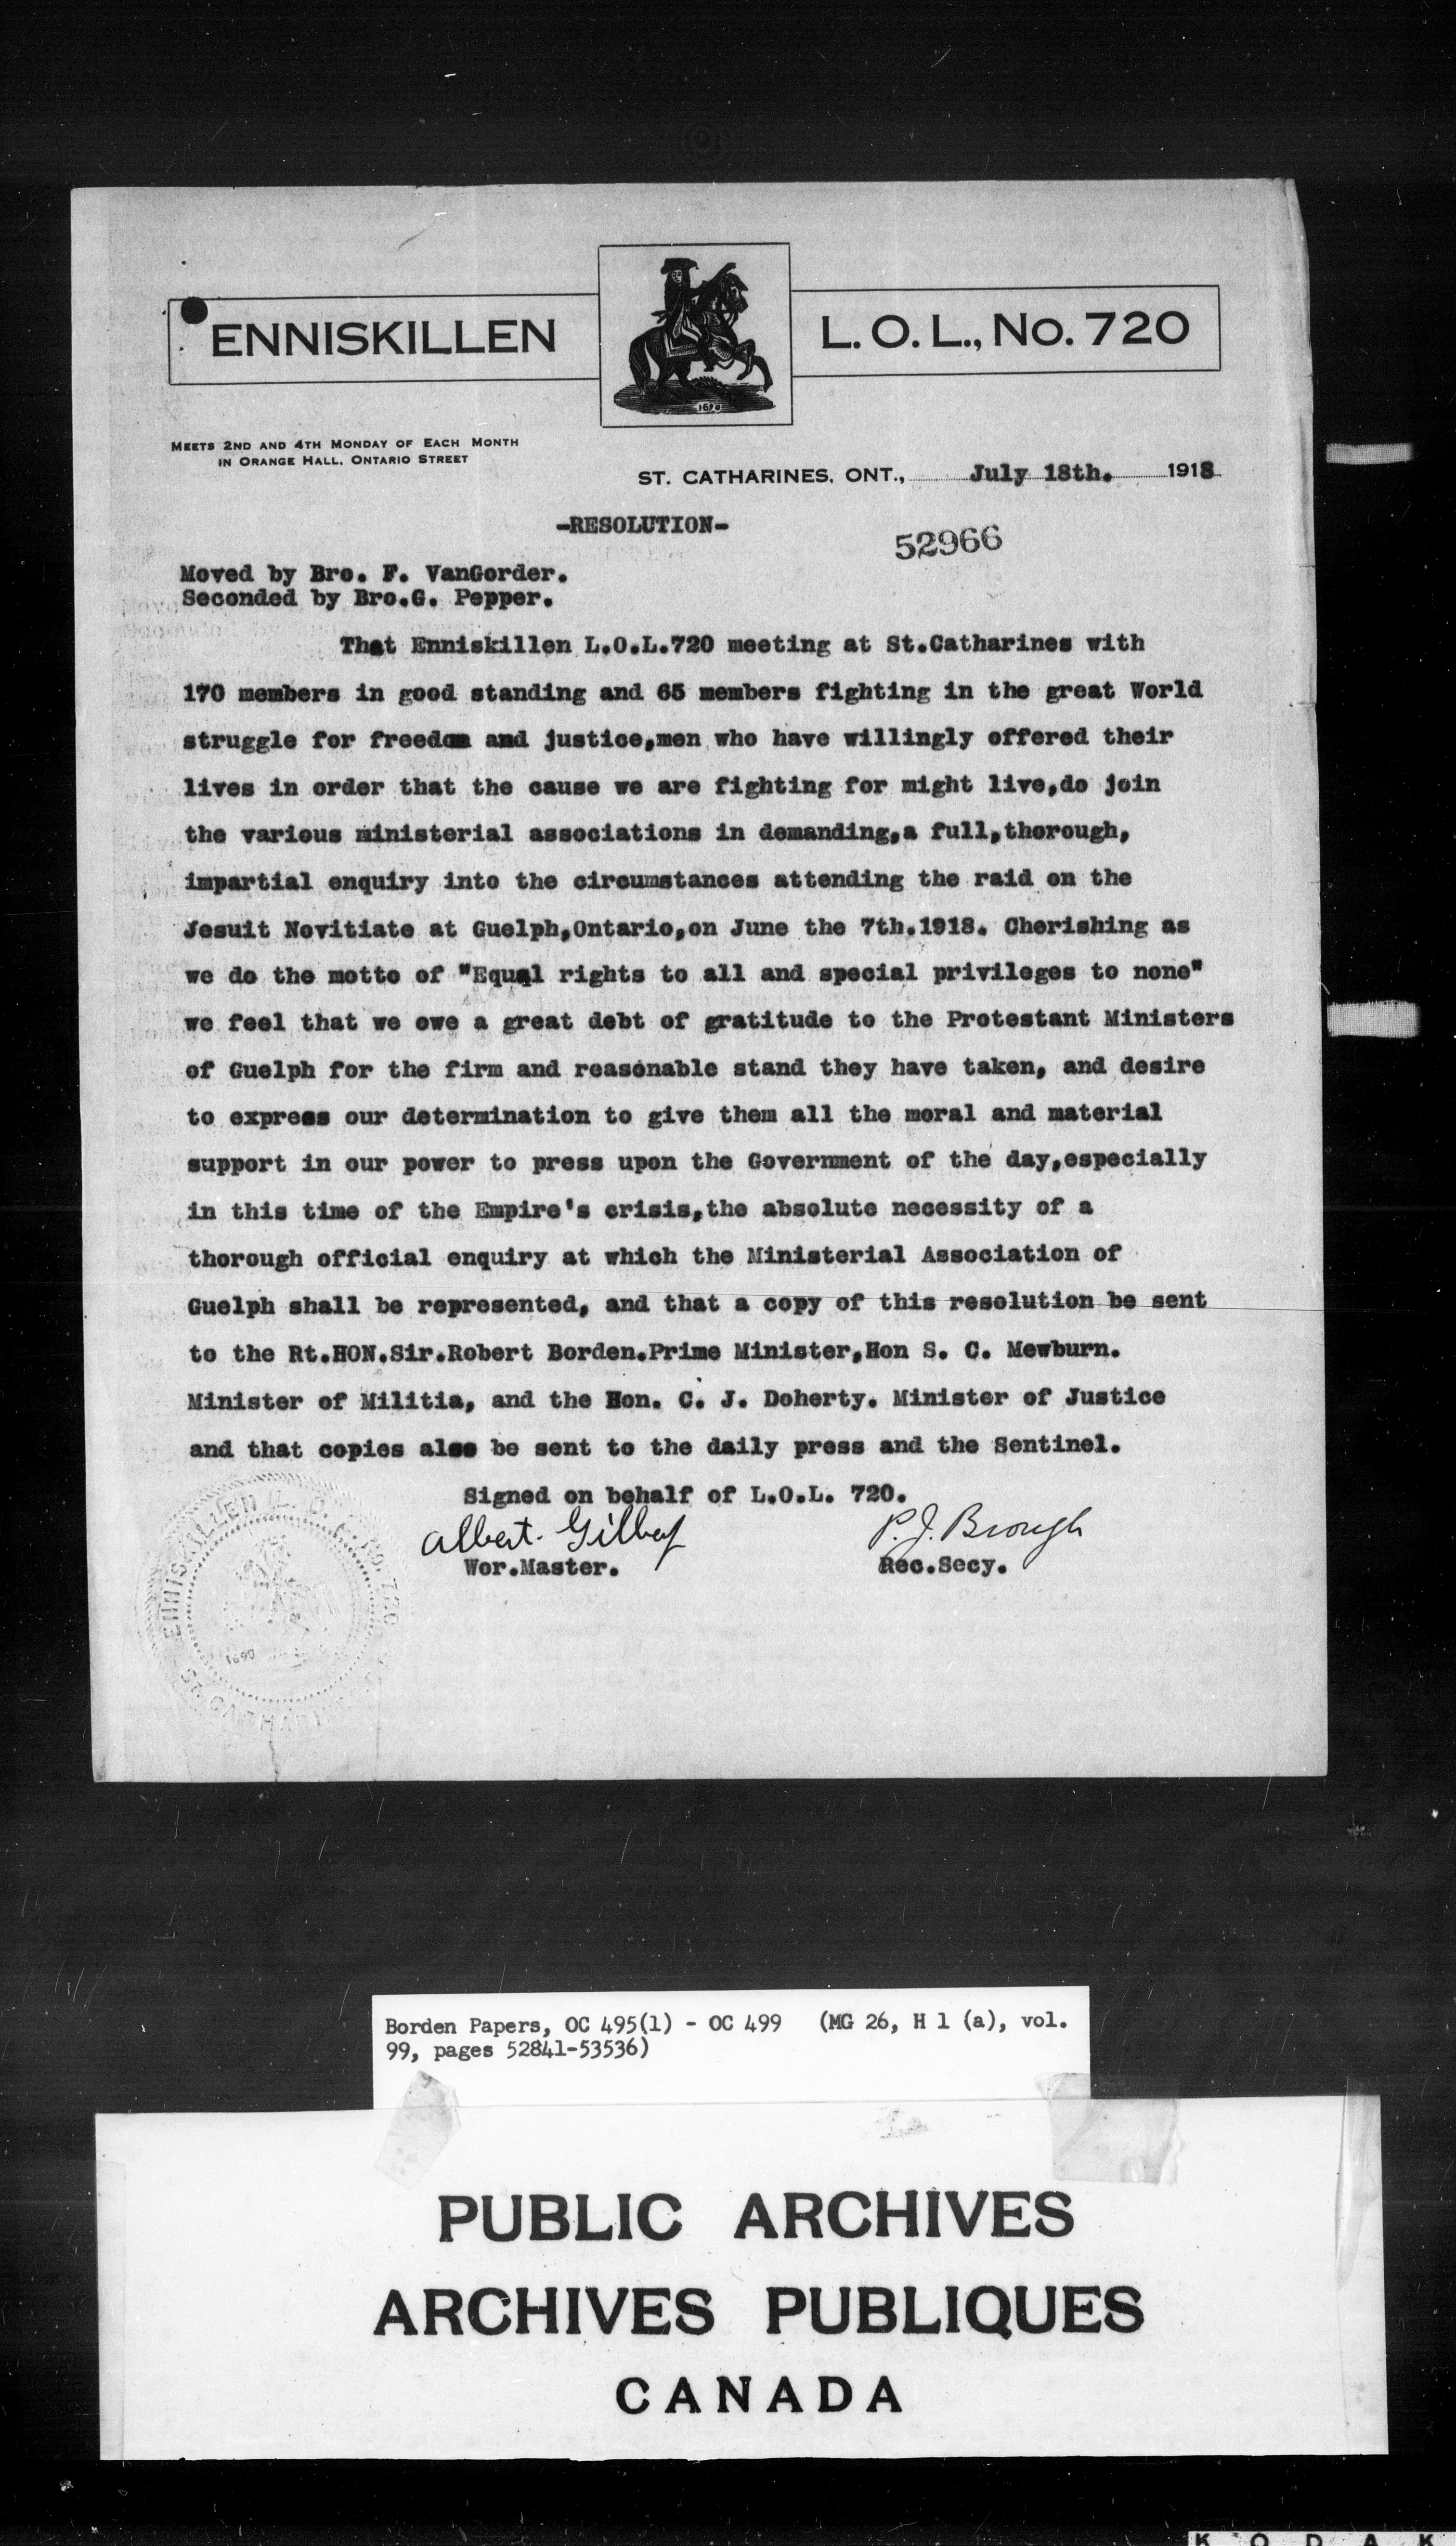 ENNISKILLEN
L. O. L., No. 720
1690
MEETS 2ND AND 4TH MONDAY OF EACH MONTH
IN ORANGE HALL, ONTARIO STREET
ST. CATHARINES, ONT., July 18th. 1918
-RESOLUTION-
52966
Moved by Bro. F. VanGorder.
Seconded by Bro.G. Pepper.
That Enniskillen L.O.L.720 meeting at St.Catharines with
170 members in good standing and 65 members fighting in the great World
struggle for freedom and justice,men who have willingly offered their
lives in order that the cause we are fighting for might live,do join
the various ministerial associations in demanding,a full,thorough,
impartial enquiry into the circumstances attending the raid on the
Jesuit Novitiate at Guelph,Ontario,on June the 7th.1918. Cherishing as
we do the motto of "Equal rights to all and special privileges to none"
we feel that we owe a great debt of gratitude to the Protestant Ministers
of Guelph for the firm and reasonable stand they have taken, and desire
to express our determination to give them all the moral and material
support in our power to press upon the Government of the day,especially
in this time of the Empire's crisis,the absolute necessity of a
thorough official enquiry at which the Ministerial Association of
Guelph shall be represented, and that a copy of this resolution be sent
to the Rt.HON.Sir.Robert Borden.Prime Minister,Hon S. C. Mewburn.
Minister of Militia, and the Hon. C. J. Doherty. Minister of Justice
and that copies also be sent to the daily press and the Sentinel.
Signed on behalf of L.O.L. 720.
Albert. P.J. Brough
Wor.Master. Rec.Secy.
ENNISKILLEN L. O. L. No. 720
1690
ST. CATHARINES
Borden Papers, OC 495(1) - OC 499 (MG 26, H 1 (a), vol.
99, pages 52841-53536)
PUBLIC ARCHIVES
ARCHIVES PUBLIQUES
CANADA
KODAK